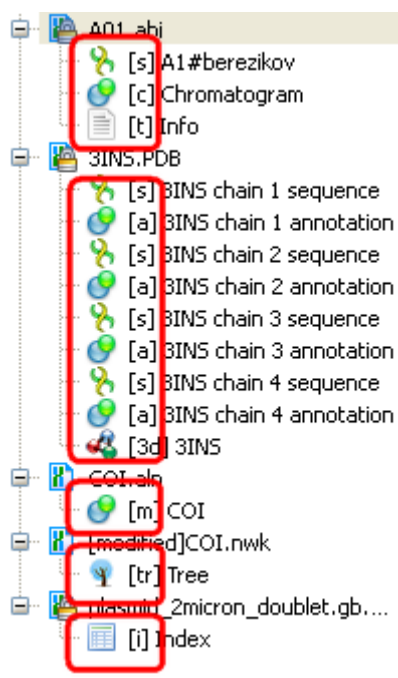 A01.abi
[s] A1#berezikov
[c] Chromatogram
[t] Info
3INS.PDB
[s] 3INS chain 1 sequence
[a] 3INS chain 1 annotation
[s] 3INS chain 2 sequence
[a] 3INS chain 2 annotation
[s] 3INS chain 3 sequence
[a] 3INS chain 3 annotation
[s] 3INS chain 4 sequence
[a] 3INS chain 4 annotation
[3d] 3INS
COI.aln
[m] COI
[modified]COI.nwk
[tr] Tree
plasmid_2micron_doublet.gb....
[i] Index